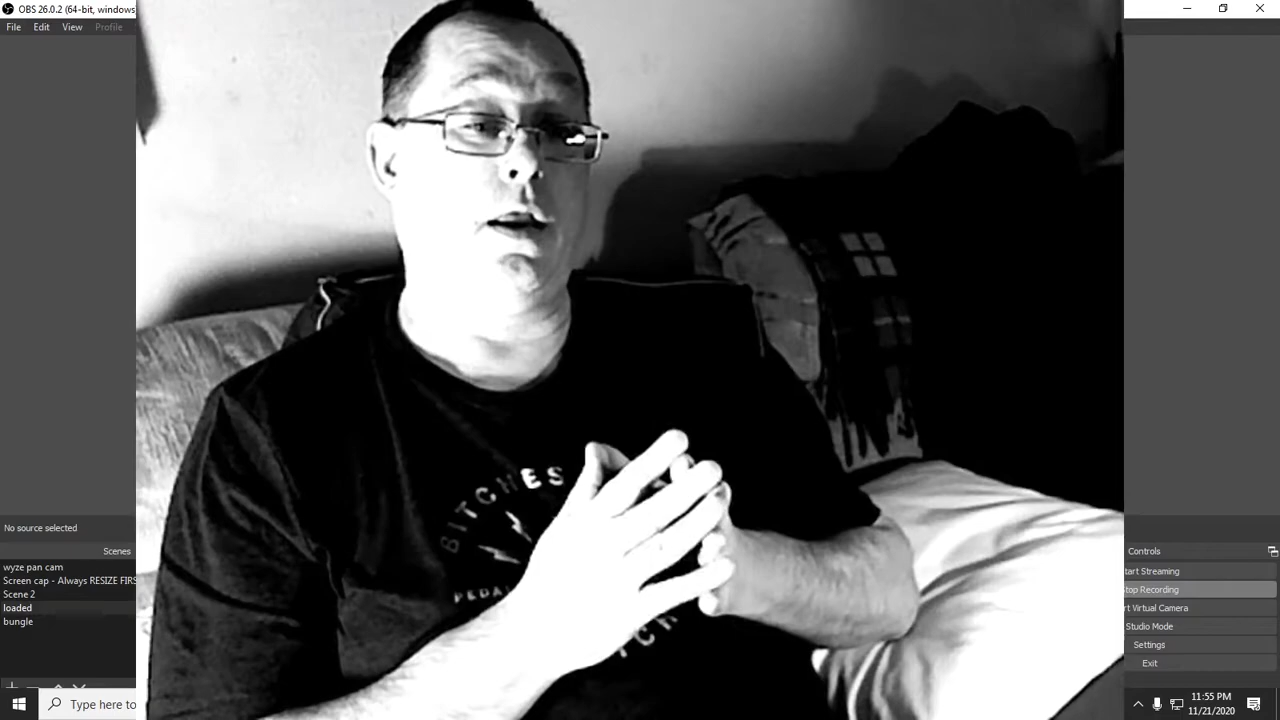 OBS 26.0.2 (64-bit, windows
File Edit View Profile
BITCHES
No source selected
Scenes
wyze pan cam
Screen cap - Always RESIZE FIRS
Scene 2
loaded
bungle
Controls
tart Streaming
Stop Recording
rt Virtual Camera
Studio Mode
Settings
Exit
Type here to
11:55 PM
11/21/2020